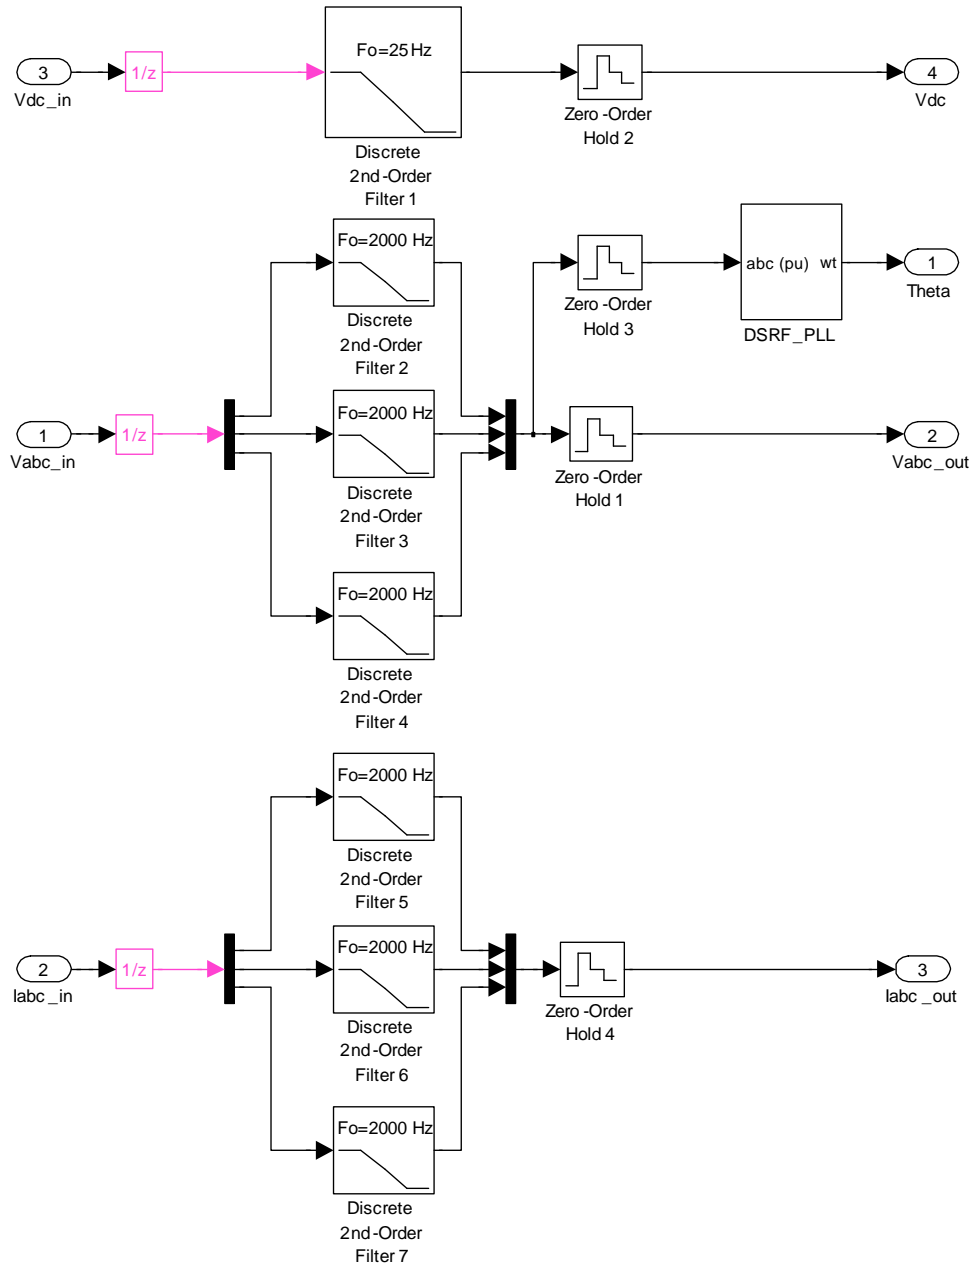 Fo=25 Hz
3
1/z
4
Vdc_in
Vdc
Zero -Order
Hold 2
Discrete
2nd -Order
Filter 1
Fo=2000 Hz
abc (pu) wt
1
Theta
Zero -Order
Hold 3
DSRF_PLL
Discrete
2nd -Order
Filter 2
Fo=2000 Hz
1
1/z
2
Vabc_in
Vabc_out
Zero -Order
Hold 1
Discrete
2nd -Order
Filter 3
Fo=2000 Hz
Discrete
2nd -Order
Filter 4
Fo=2000 Hz
Discrete
2nd -Order
Filter 5
Fo=2000 Hz
2
1/z
3
Iabc_in
Iabc _out
Zero -Order
Hold 4
Discrete
2nd -Order
Filter 6
Fo=2000 Hz
Discrete
2nd -Order
Filter 7